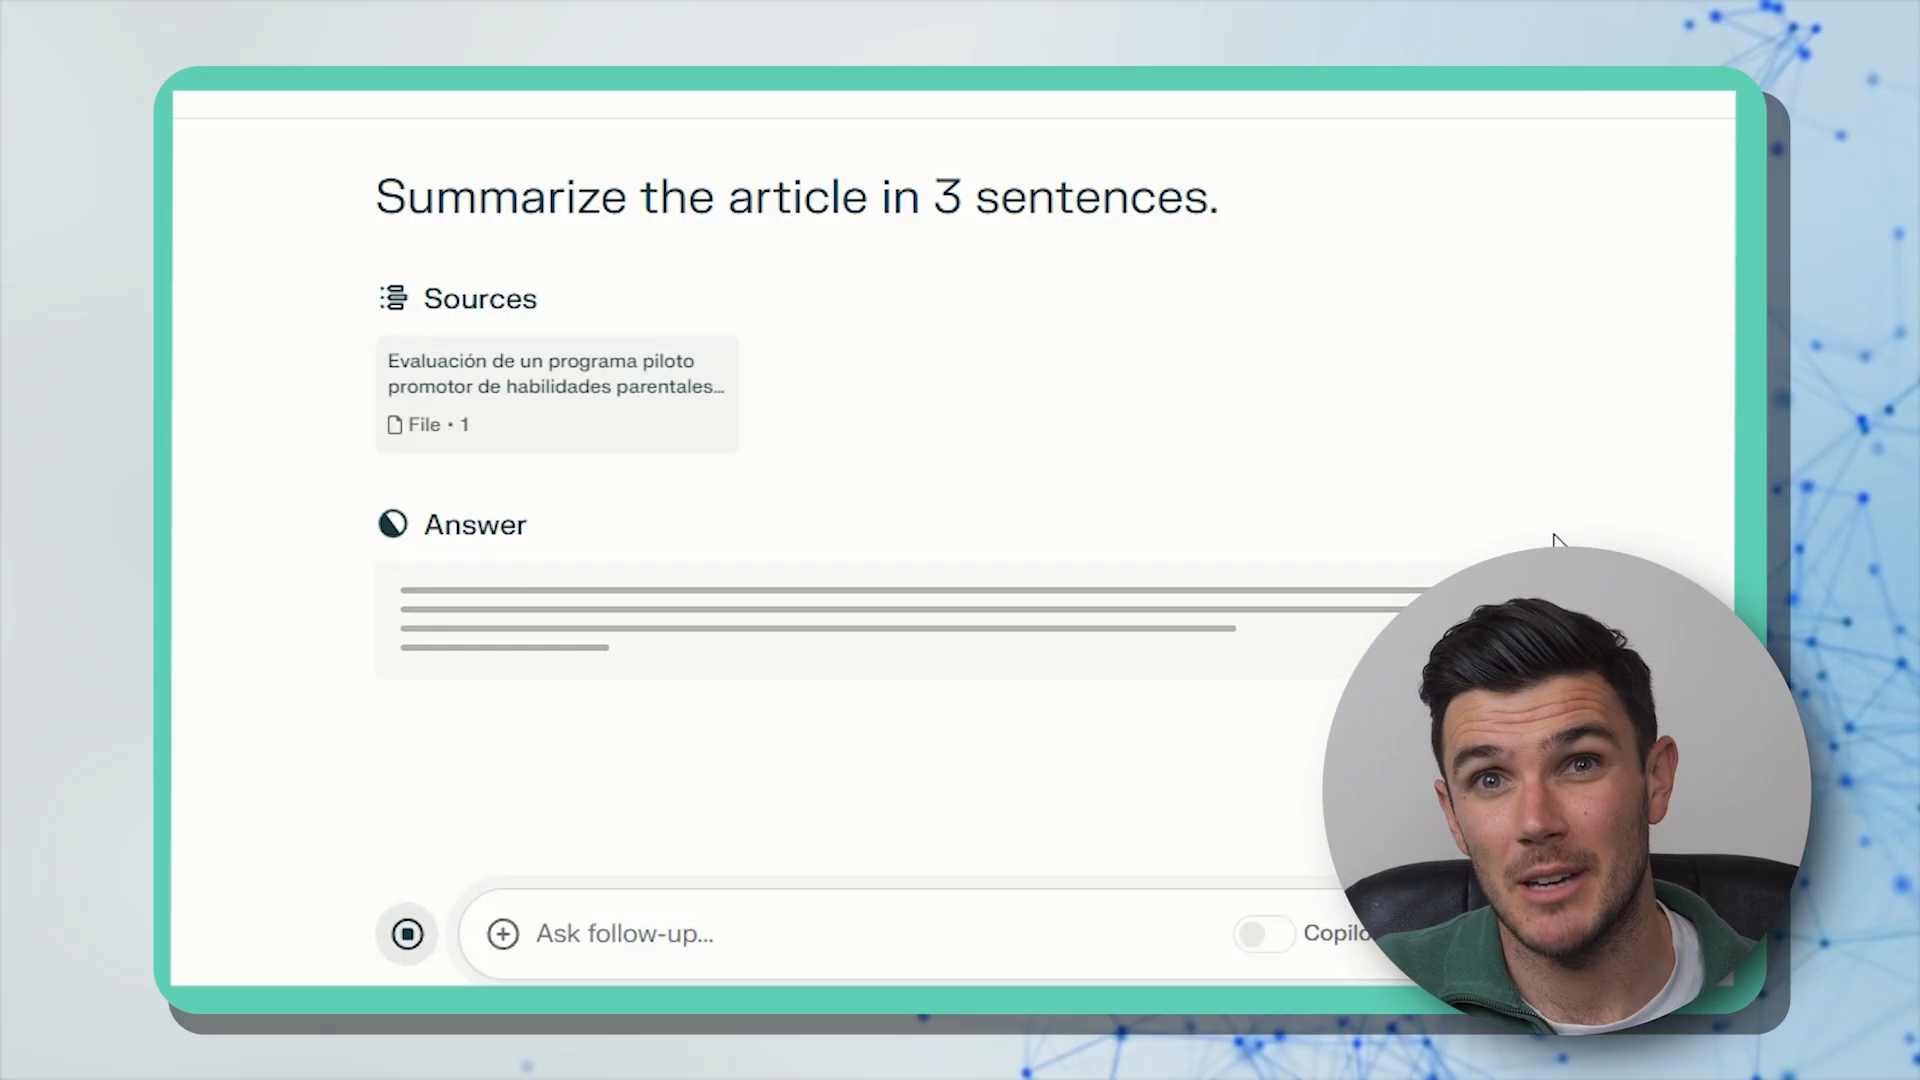 Summarize the article in 3 sentences.
Sources
Evaluación de un programa piloto
promotor de habilidades parentales...
File • 1
Answer
Ask follow-up...